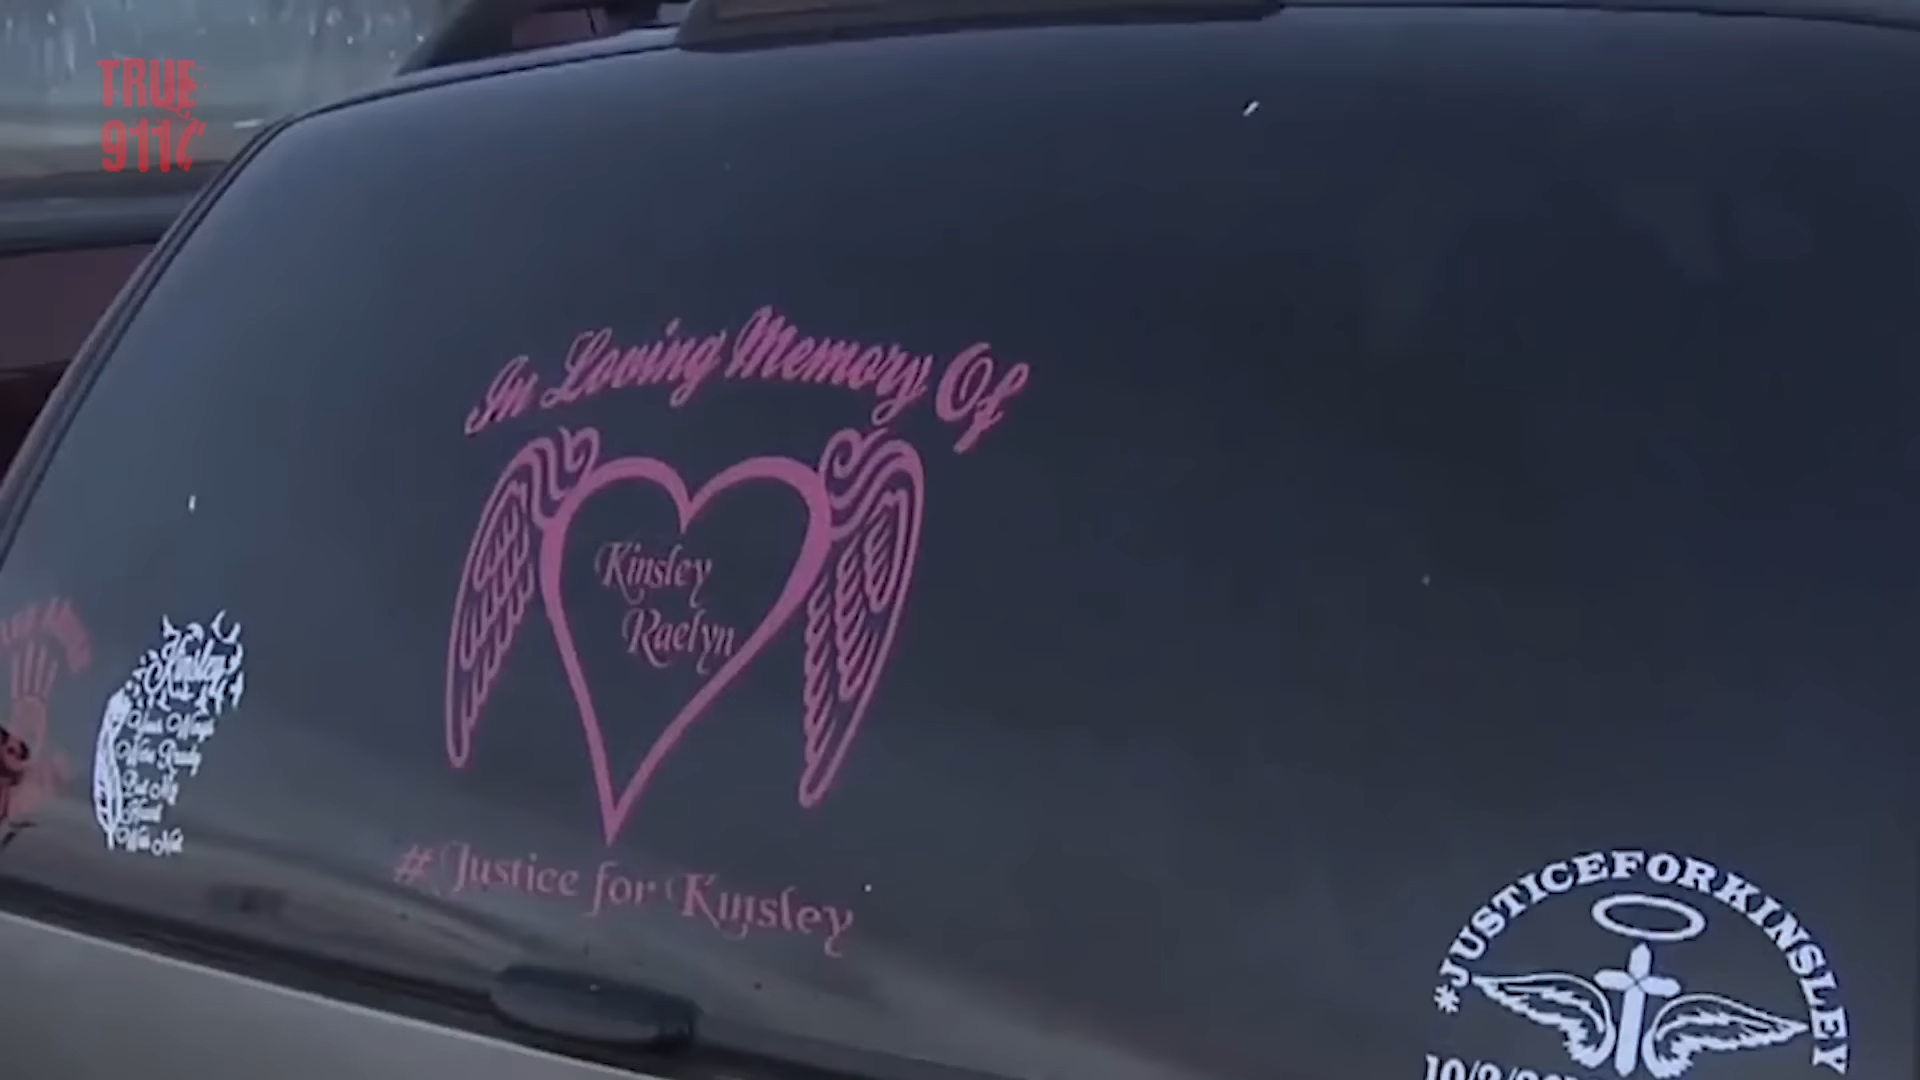 TRUE
911
In Loving Memory Of
Kinsley
Raelyn
# Justice for Kinsley
Kinsley
Your Wings
Were Ready
But My
Heart
Was Not
*JUSTICEFORKINSLEY